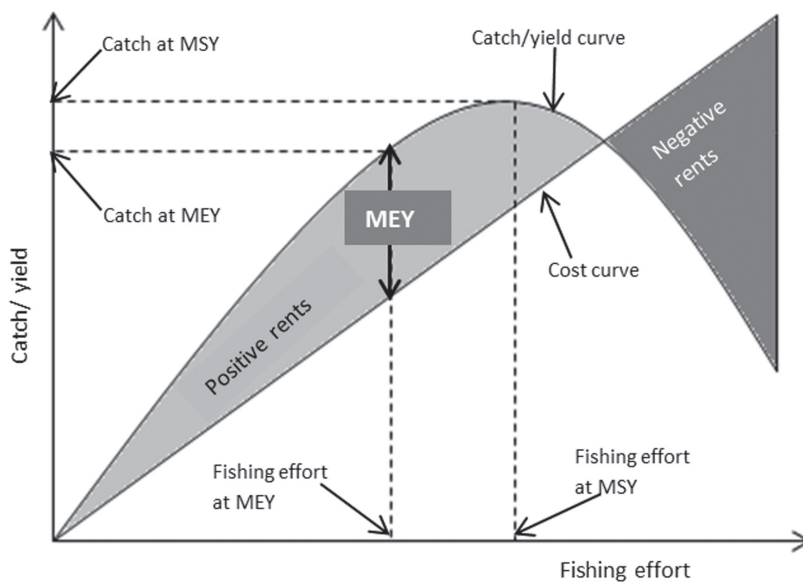 Catch at MSY
Catch/yield curve
Negative
rents
Catch at MEY
MEY
Cost curve
Catch/ yield
Positive rents
Fishing effort
at MEY
Fishing effort
at MSY
Fishing effort